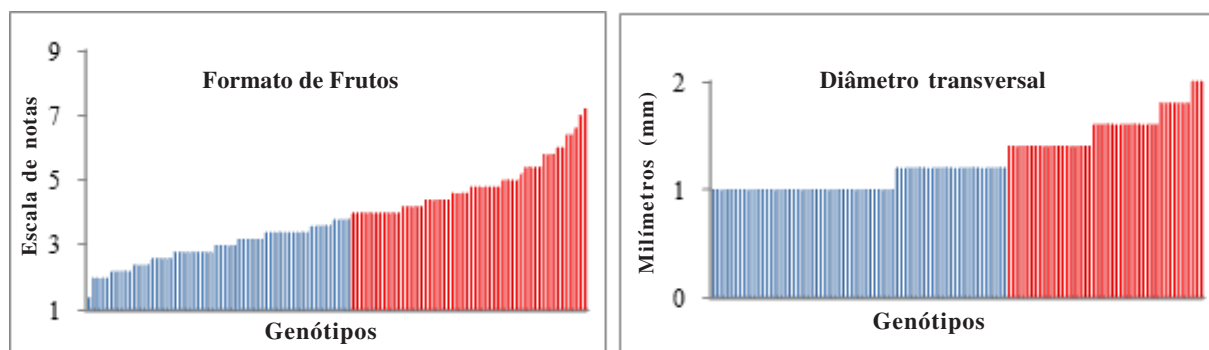 Formato de Frutos
Escala de notas
9
7
5
3
1
Genótipos
Diâmetro transversal
Milímetros (mm)
2
1
0
Genótipos